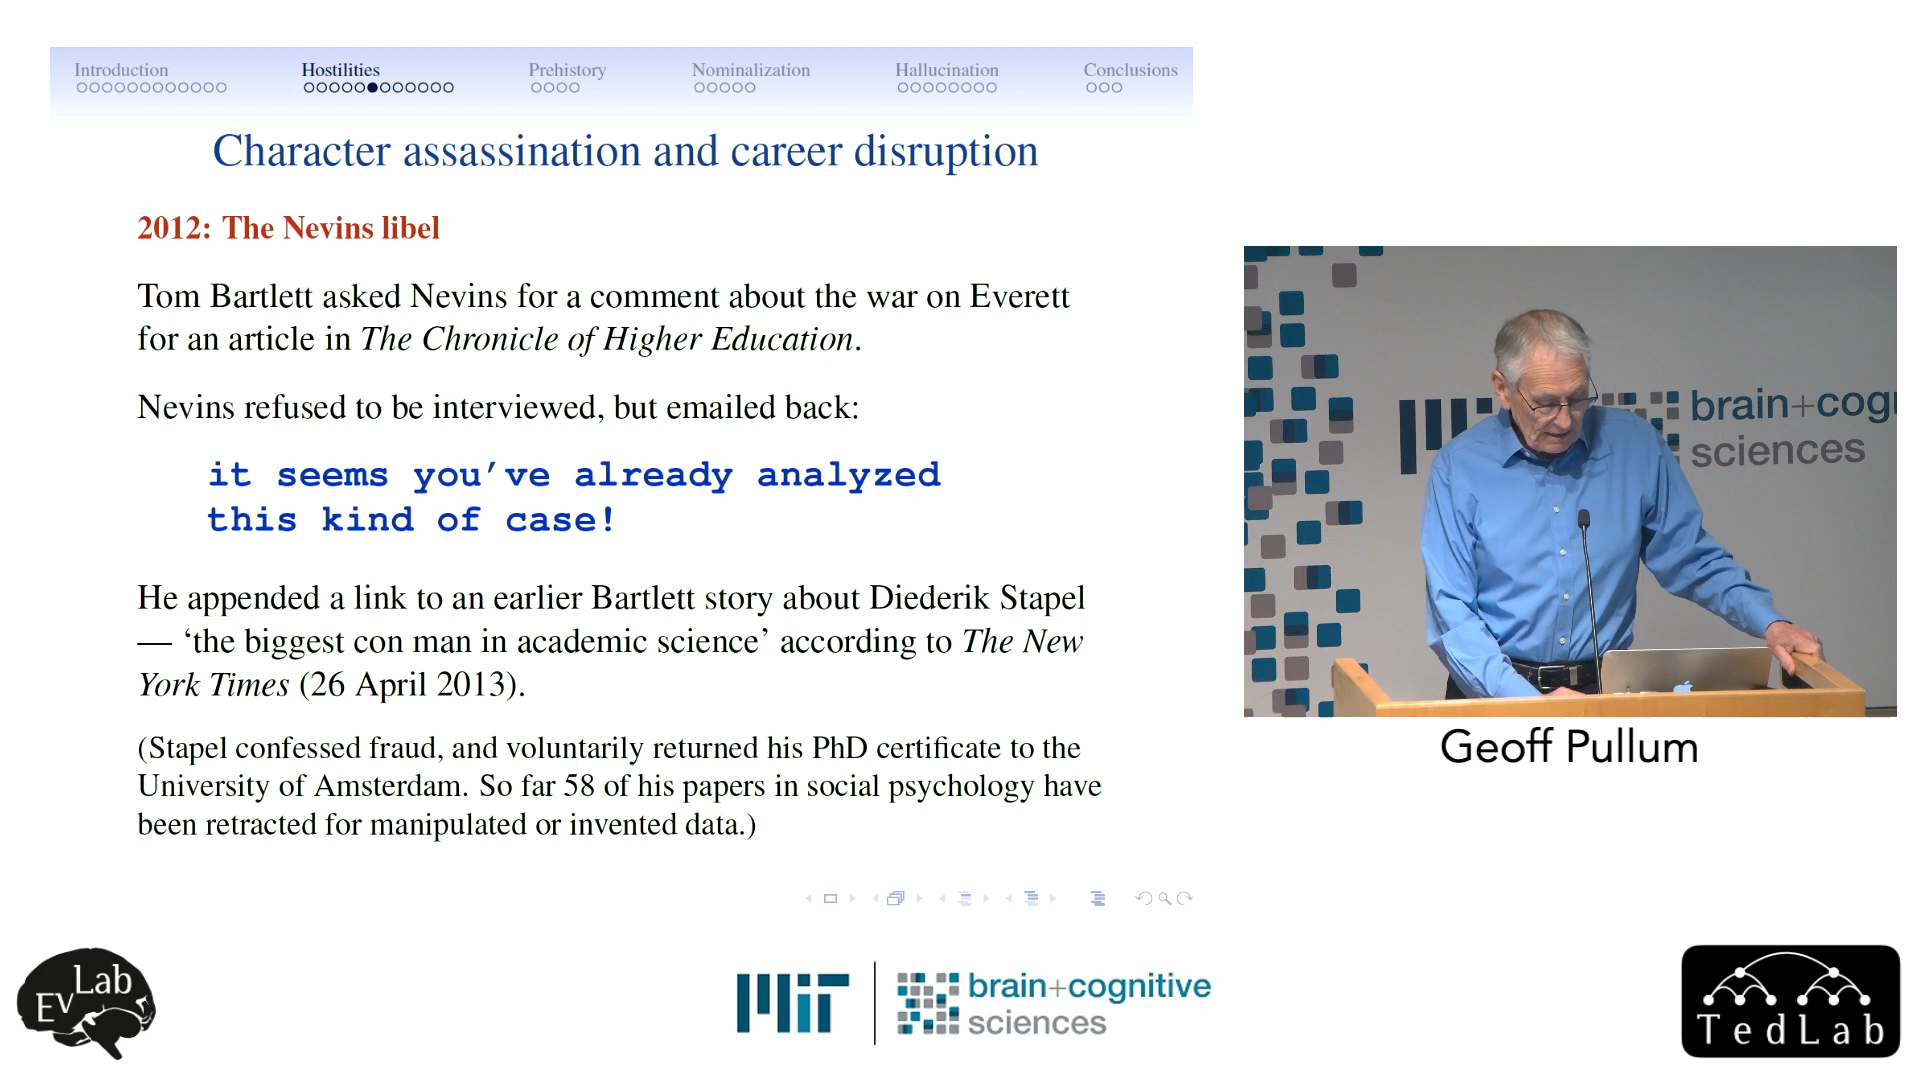 Introduction
Hostilities
Prehistory
Nominalization
Hallucination
Conclusions
Character assassination and career disruption
2012: The Nevins libel
Tom Bartlett asked Nevins for a comment about the war on Everett
for an article in The Chronicle of Higher Education.
Nevins refused to be interviewed, but emailed back:
it seems you've already analyzed
this kind of case!
He appended a link to an earlier Bartlett story about Diederik Stapel
— ‘the biggest con man in academic science’ according to The New
York Times (26 April 2013).
(Stapel confessed fraud, and voluntarily returned his PhD certificate to the
University of Amsterdam. So far 58 of his papers in social psychology have
been retracted for manipulated or invented data.)
brain+cog
sciences
Geoff Pullum
EV Lab
MIT
brain+cognitive
sciences
TedLab